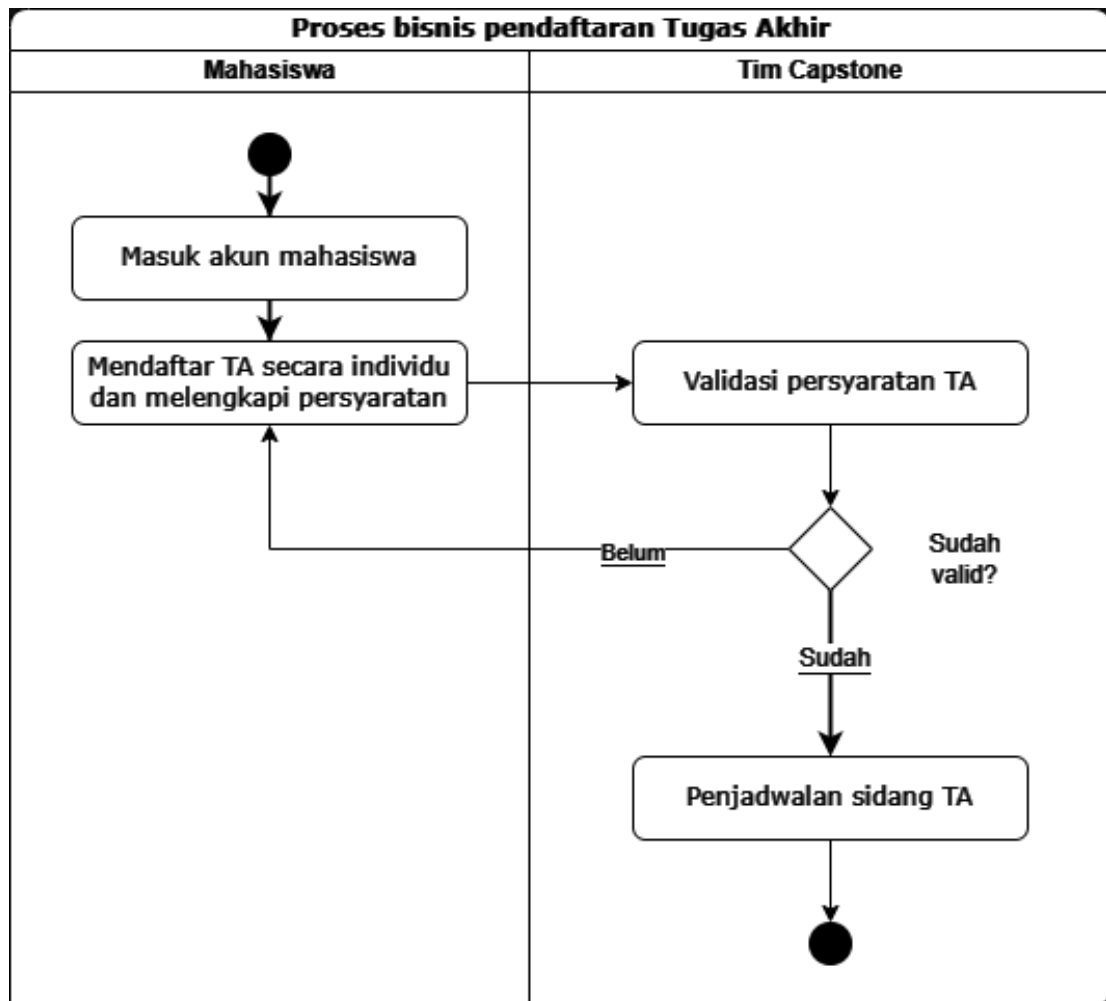 Proses bisnis pendaftaran Tugas Akhir
Mahasiswa
Tim Capstone
Masuk akun mahasiswa
Mendaftar TA secara individu
dan melengkapi persyaratan
Validasi persyaratan TA
Belum
Sudah
valid?
Sudah
Penjadwalan sidang TA